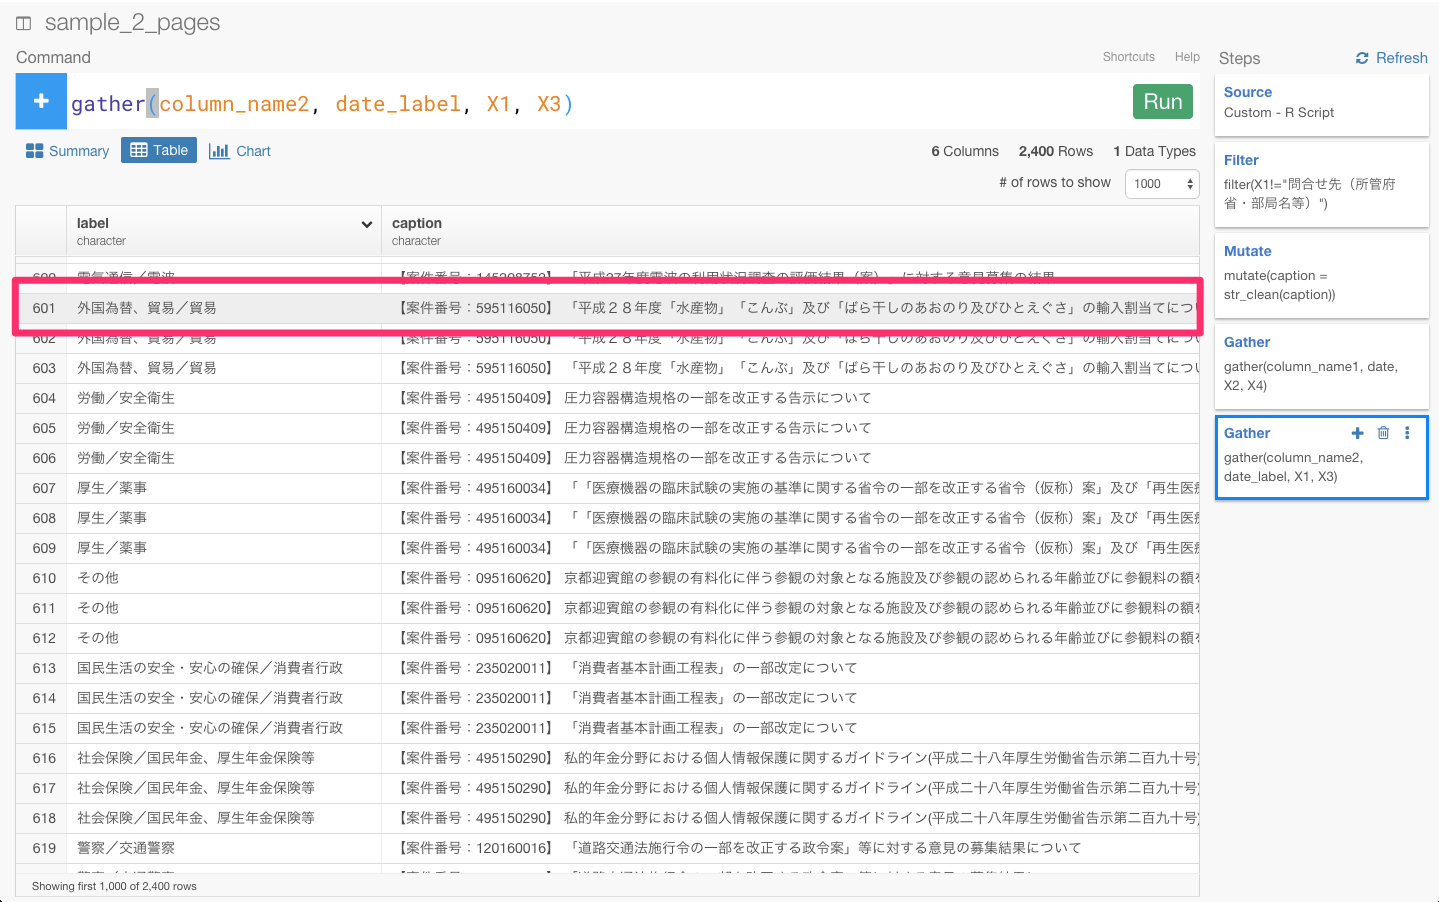 sample_2_pages
Command
Shortcuts Help
gather(column_name2, date_label, X1, X3)
Run
Summary Table Chart
6 Columns 2,400 Rows 1 Data Types
# of rows to show 1000
label caption
character character
600 電気通信／電波 【案件番号：145208752】 「平成27年度電波の利用状況調査の評価結果（案）」に対する意見募集の結果
601 外国為替、貿易／貿易 【案件番号：595116050】 「平成２８年度「水産物」「こんぶ」及び「ばら干しのあおのり及びひとえぐさ」の輸入割当てについ
602 外国為替、貿易／貿易 【案件番号：595116050】 「平成２８年度「水産物」「こんぶ」及び「ばら干しのあおのり及びひとえぐさ」の輸入割当てについ
603 外国為替、貿易／貿易 【案件番号：595116050】 「平成２８年度「水産物」「こんぶ」及び「ばら干しのあおのり及びひとえぐさ」の輸入割当てについ
604 労働／安全衛生 【案件番号：495150409】 圧力容器構造規格の一部を改正する告示について
605 労働／安全衛生 【案件番号：495150409】 圧力容器構造規格の一部を改正する告示について
606 労働／安全衛生 【案件番号：495150409】 圧力容器構造規格の一部を改正する告示について
607 厚生／薬事 【案件番号：495160034】 「「医療機器の臨床試験の実施の基準に関する省令の一部を改正する省令（仮称）案」及び「再生医療
608 厚生／薬事 【案件番号：495160034】 「「医療機器の臨床試験の実施の基準に関する省令の一部を改正する省令（仮称）案」及び「再生医療
609 厚生／薬事 【案件番号：495160034】 「「医療機器の臨床試験の実施の基準に関する省令の一部を改正する省令（仮称）案」及び「再生医療
610 その他 【案件番号：095160620】 京都迎賓館の参観の有料化に伴う参観の対象となる施設及び参観の認められる年齢並びに参観料の額を
611 その他 【案件番号：095160620】 京都迎賓館の参観の有料化に伴う参観の対象となる施設及び参観の認められる年齢並びに参観料の額を
612 その他 【案件番号：095160620】 京都迎賓館の参観の有料化に伴う参観の対象となる施設及び参観の認められる年齢並びに参観料の額を
613 国民生活の安全・安心の確保／消費者行政 【案件番号：235020011】 「消費者基本計画工程表」の一部改定について
614 国民生活の安全・安心の確保／消費者行政 【案件番号：235020011】 「消費者基本計画工程表」の一部改定について
615 国民生活の安全・安心の確保／消費者行政 【案件番号：235020011】 「消費者基本計画工程表」の一部改定について
616 社会保険／国民年金、厚生年金保険等 【案件番号：495150290】 私的年金分野における個人情報保護に関するガイドライン(平成二十八年厚生労働省告示第二百九十号)
617 社会保険／国民年金、厚生年金保険等 【案件番号：495150290】 私的年金分野における個人情報保護に関するガイドライン(平成二十八年厚生労働省告示第二百九十号)
618 社会保険／国民年金、厚生年金保険等 【案件番号：495150290】 私的年金分野における個人情報保護に関するガイドライン(平成二十八年厚生労働省告示第二百九十号)
619 警察／交通警察 【案件番号：120160016】 「道路交通法施行令の一部を改正する政令案」等に対する意見の募集結果について
Showing first 1,000 of 2,400 rows
Steps Refresh
Source
Custom - R Script
Filter
filter(X1!="問合せ先（所管府
省・部局名等）")
Mutate
mutate(caption =
str_clean(caption))
Gather
gather(column_name1, date,
X2, X4)
Gather
gather(column_name2,
date_label, X1, X3)